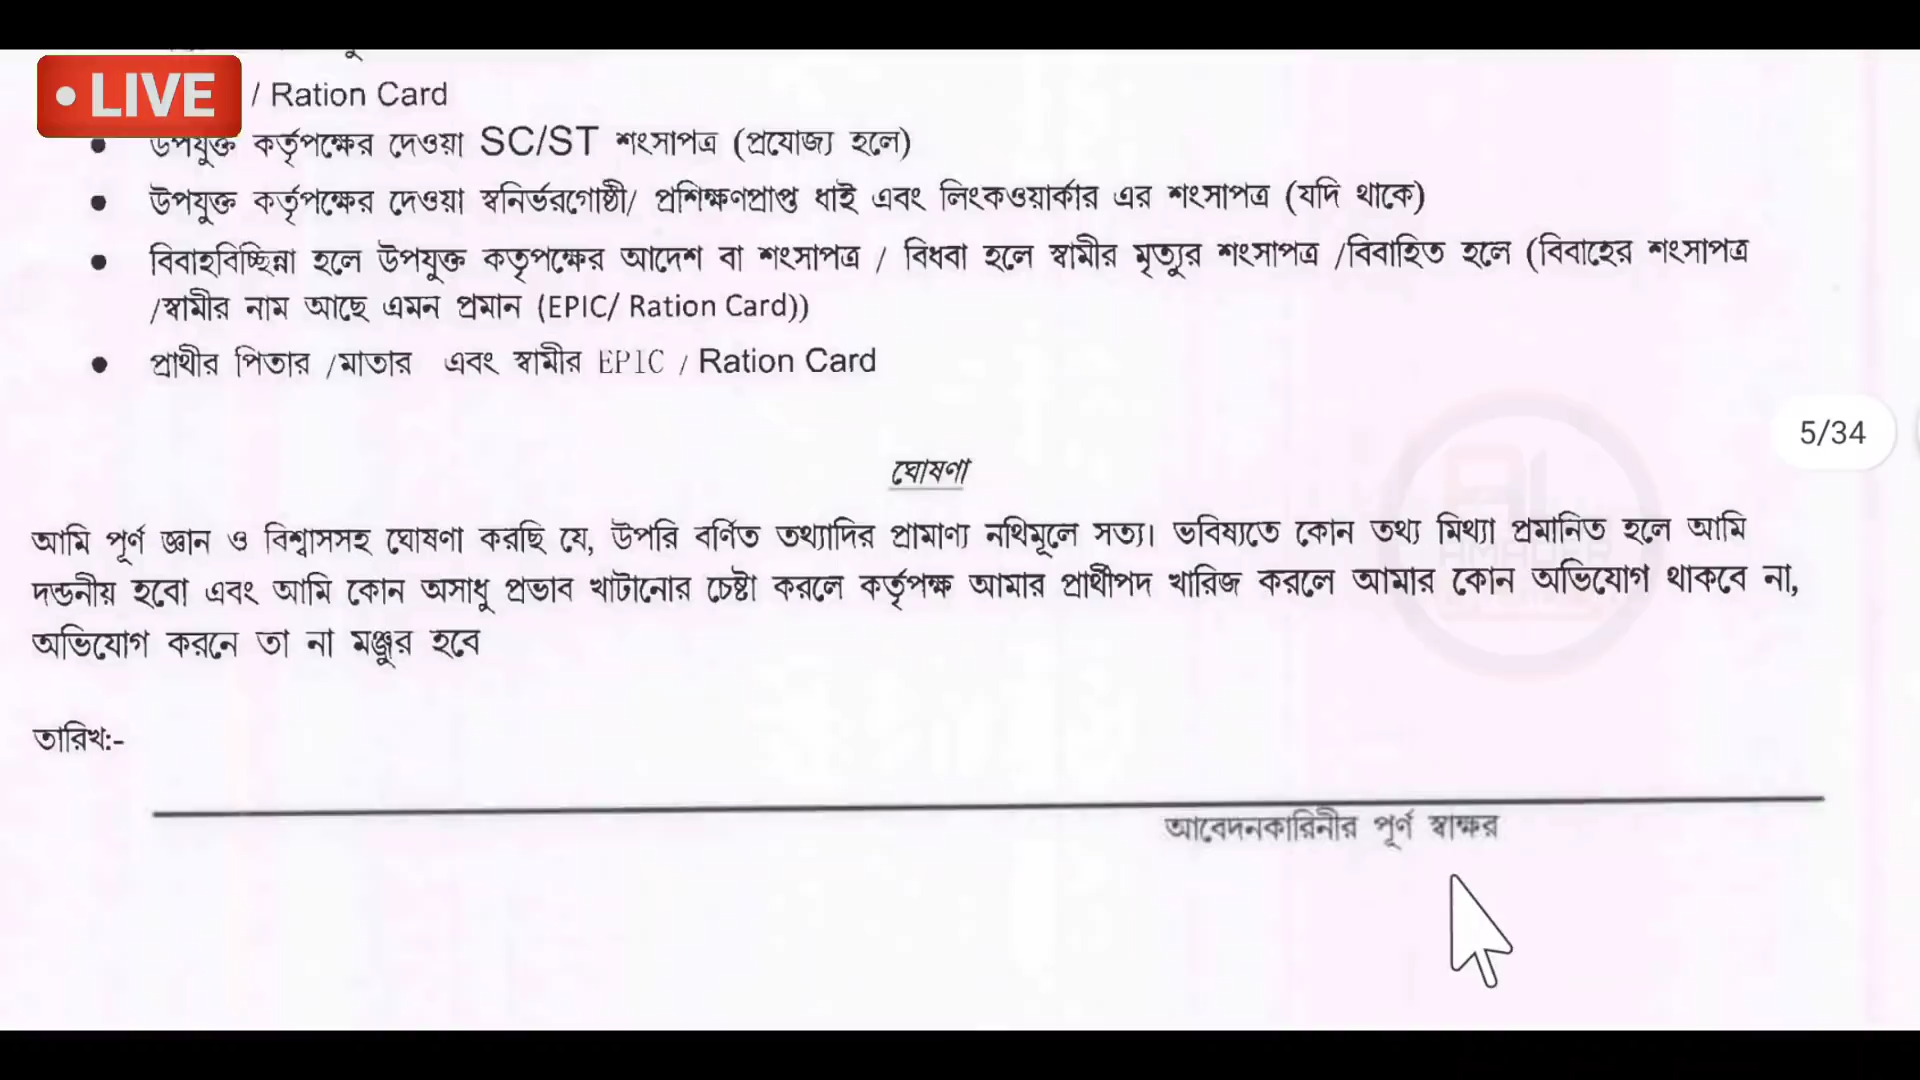 • LIVE / Ration Card
• উপযুক্ত কর্তৃপক্ষের দেওয়া SC/ST শংসাপত্র (প্রযোজ্য হলে)
• উপযুক্ত কর্তৃপক্ষের দেওয়া স্বনির্ভরগোষ্ঠী/ প্রশিক্ষণপ্রাপ্ত ধাই এবং লিংকওয়ার্কার এর শংসাপত্র (যদি থাকে)
• বিবাহবিচ্ছিন্না হলে উপযুক্ত কতৃপক্ষের আদেশ বা শংসাপত্র / বিধবা হলে স্বামীর মৃত্যুর শংসাপত্র /বিবাহিত হলে (বিবাহের শংসাপত্র
/স্বামীর নাম আছে এমন প্রমান (EPIC/ Ration Card))
• প্রাথীর পিতার /মাতার এবং স্বামীর EPIC / Ration Card
5/34
ঘোষণা
আমি পূর্ণ জ্ঞান ও বিশ্বাসসহ ঘোষণা করছি যে, উপরি বর্ণিত তথ্যাদির প্রামাণ্য নথিমূলে সত্য। ভবিষ্যতে কোন তথ্য মিথ্যা প্রমানিত হলে আমি
দন্ডনীয় হবো এবং আমি কোন অসাধু প্রভাব খাটানোর চেষ্টা করলে কর্তৃপক্ষ আমার প্রার্থীপদ খারিজ করলে আমার কোন অভিযোগ থাকবে না,
অভিযোগ করনে তা না মঞ্জুর হবে
তারিখ:-
আবেদনকারিনীর পূর্ণ স্বাক্ষর